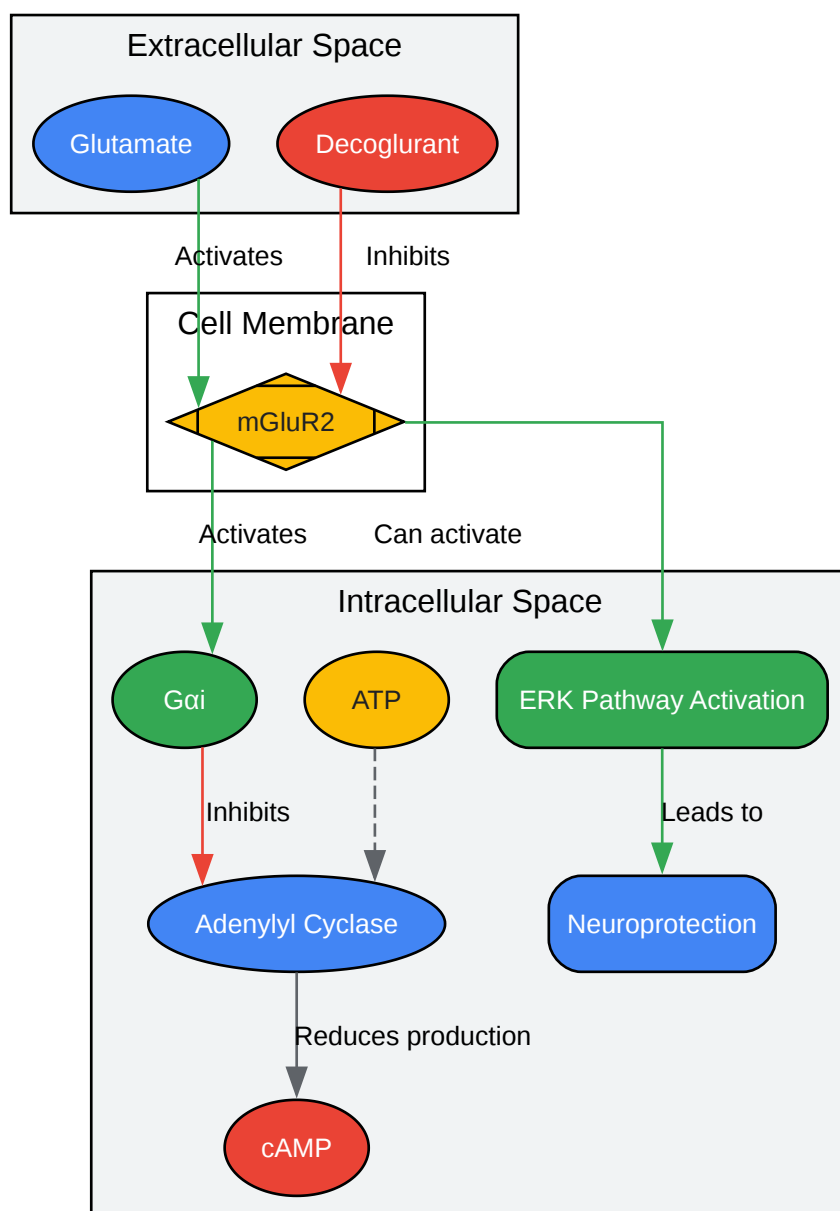 Extracellular Space
Glutamate
Decoglurant
Activates
Inhibits
Cell Membrane
mGluR2
Activates
Can activate
Intracellular Space
Gαi
ATP
ERK Pathway Activation
Inhibits
Leads to
Adenylyl Cyclase
Neuroprotection
Reduces production
cAMP